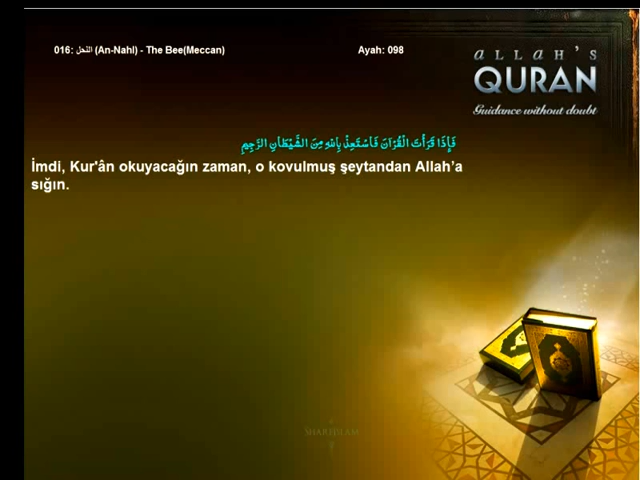 016: النحل (An-Nahl) - The Bee(Meccan) Ayah: 098
ALLAH'S
QURAN
Guidance without doubt
فَإِذَا قَرَأْتَ الْقُرْآنَ فَاسْتَعِذْ بِاللَّهِ مِنَ الشَّيْطَانِ الرَّجِيمِ
İmdi, Kur'ân okuyacağın zaman, o kovulmuş şeytandan Allah’a
sığın.
SHAREISLAM